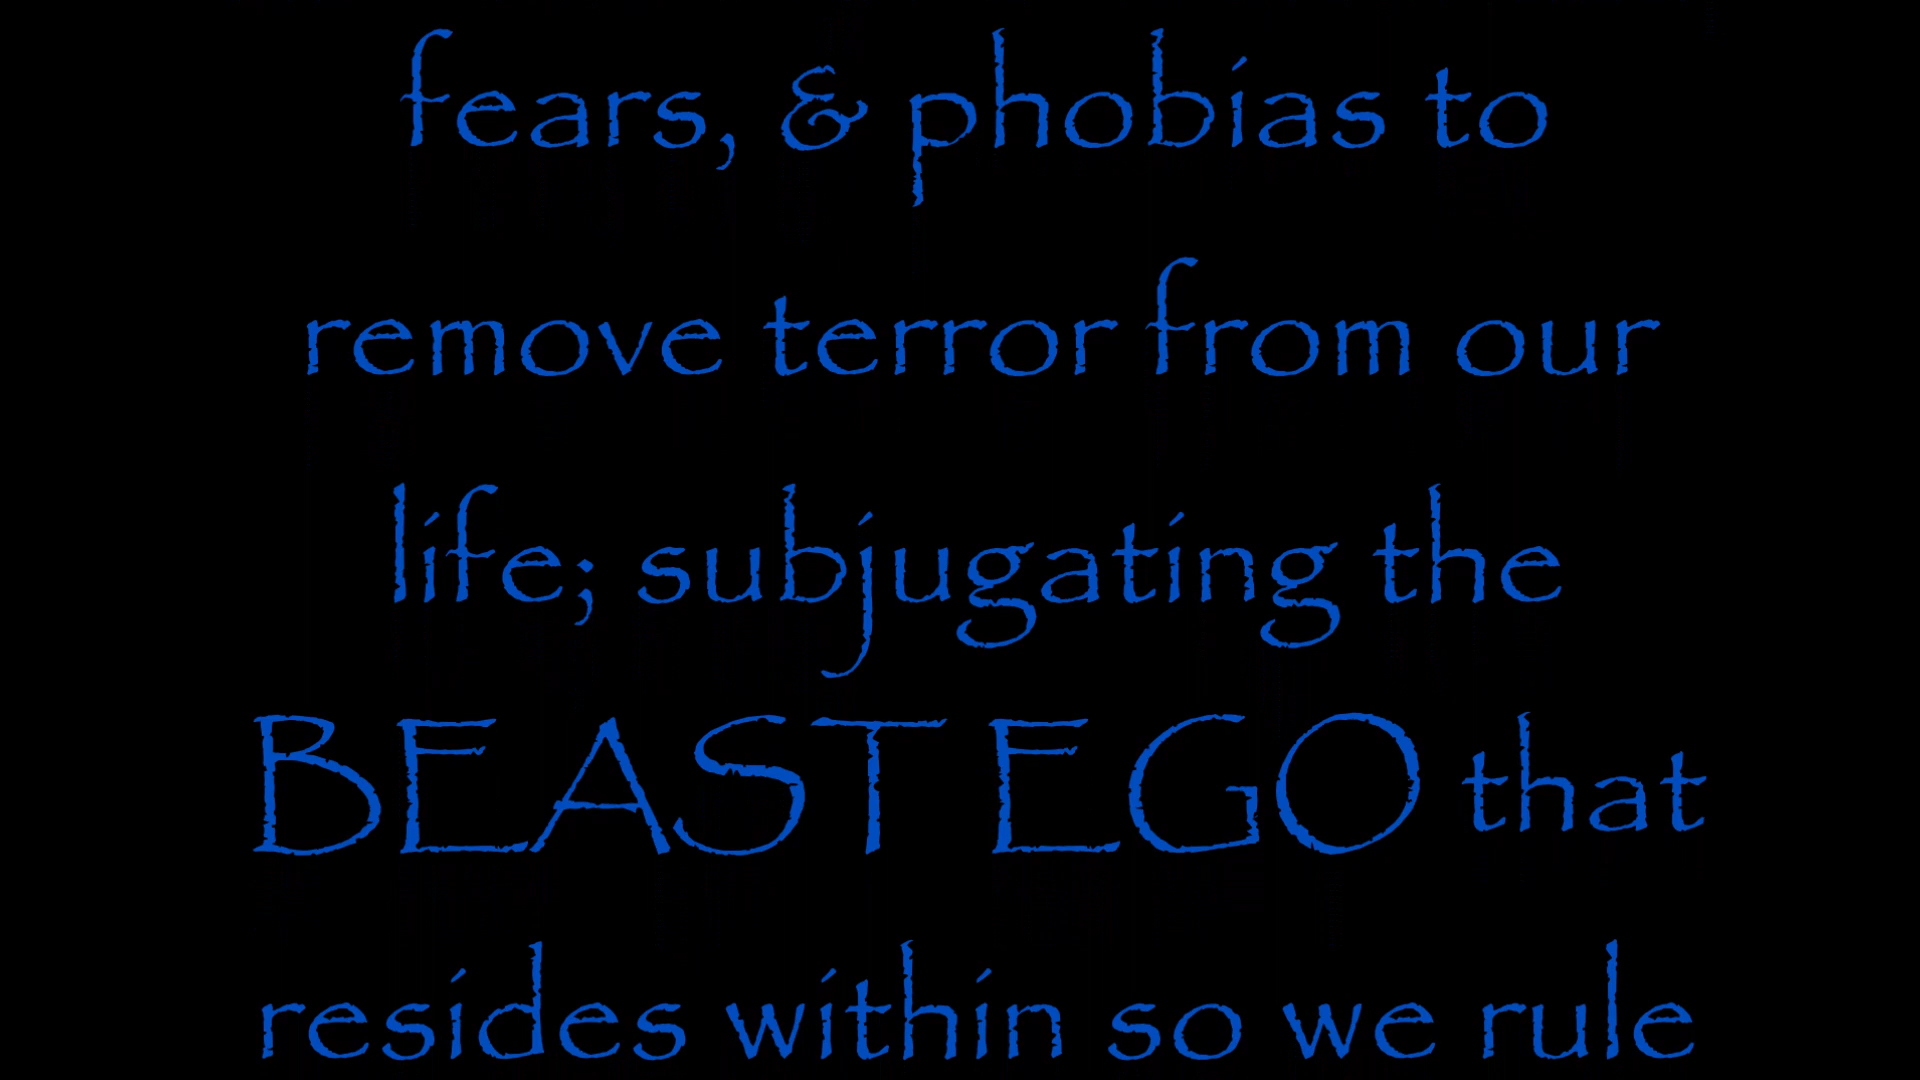 fears, & phobias to
remove terror from our
life; subjugating the
BEAST EGO that
resides within so we rule